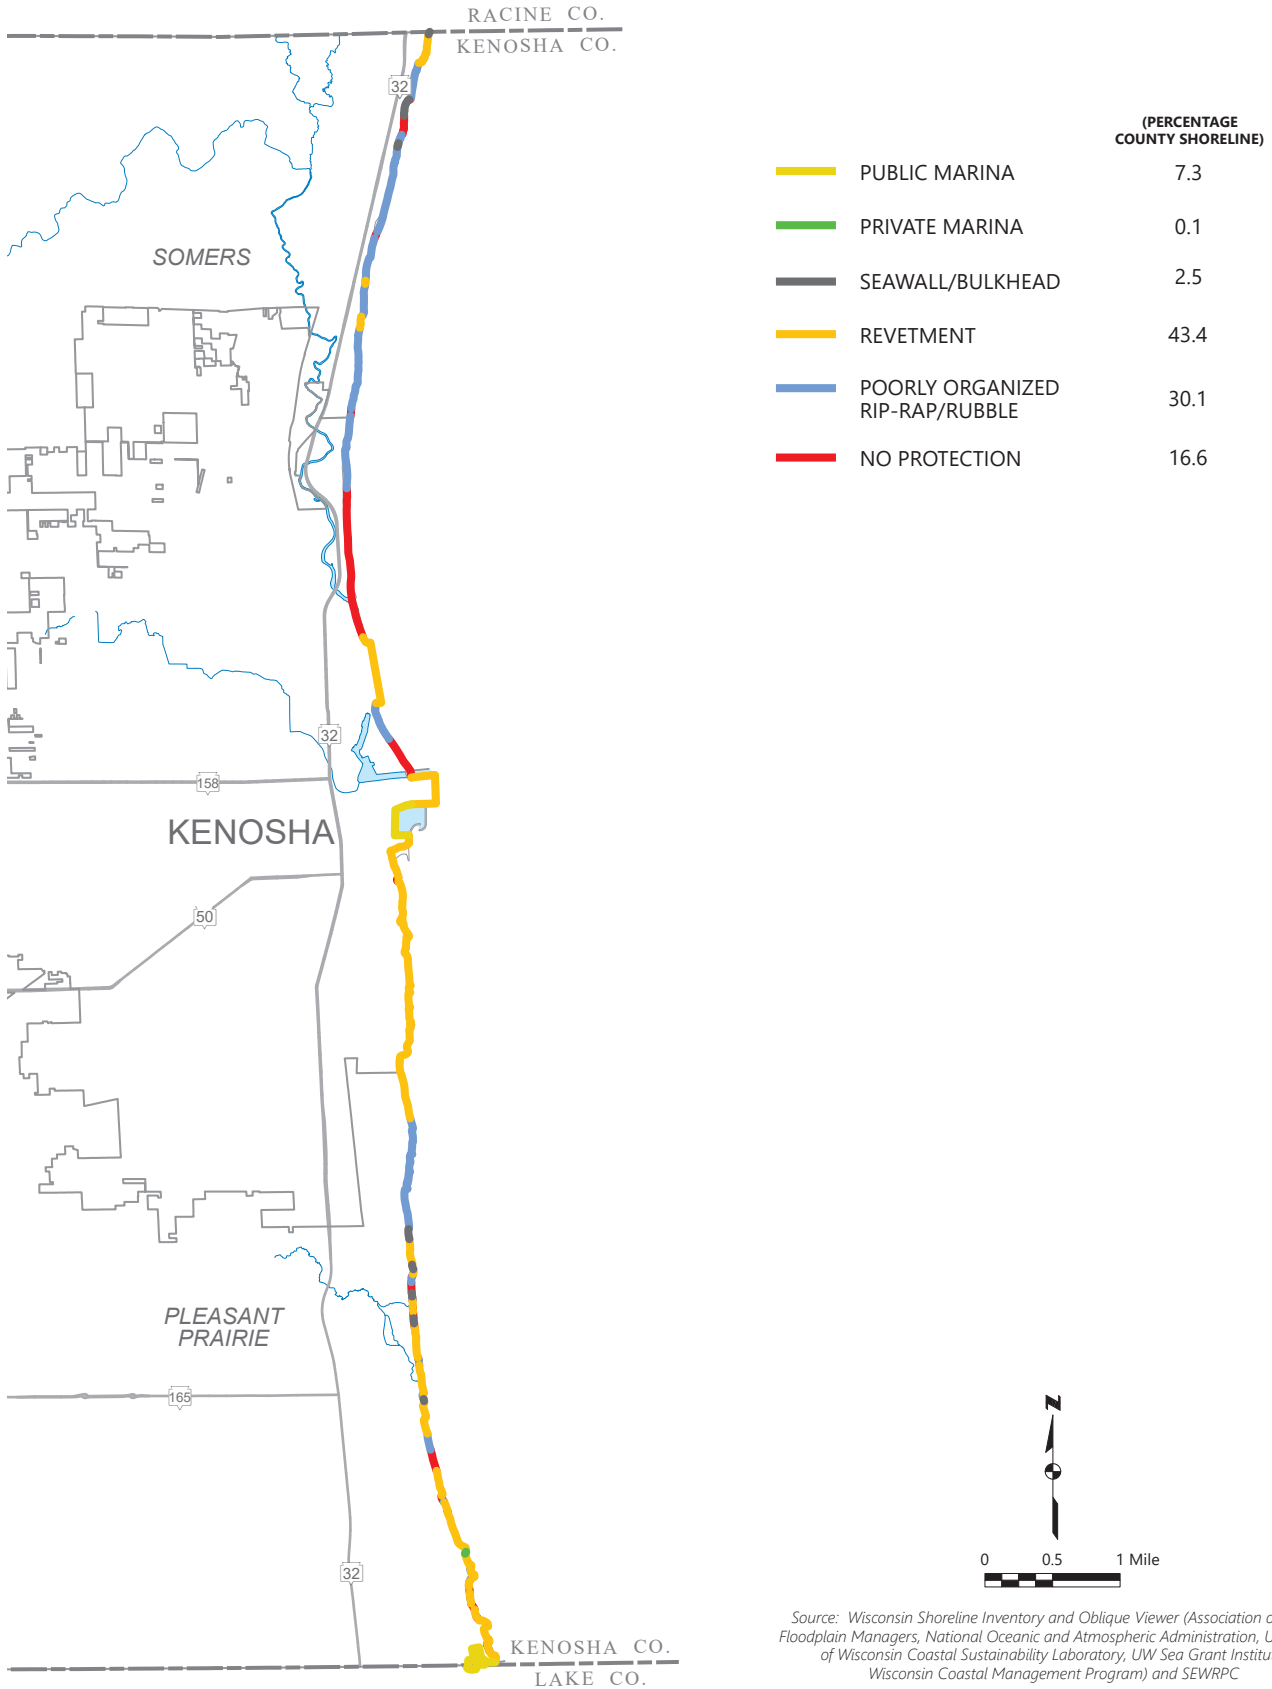 RACINE CO.
KENOSHA CO.
32
(PERCENTAGE
COUNTY SHORELINE)
PUBLIC MARINA 7.3
PRIVATE MARINA 0.1
SEAWALL/BULKHEAD 2.5
REVETMENT 43.4
POORLY ORGANIZED
RIP-RAP/RUBBLE 30.1
NO PROTECTION 16.6
SOMERS
32
158
KENOSHA
50
PLEASANT
PRAIRIE
165
32
N
0 0.5 1 Mile
Source: Wisconsin Shoreline Inventory and Oblique Viewer (Association o
Floodplain Managers, National Oceanic and Atmospheric Administration, U
of Wisconsin Coastal Sustainability Laboratory, UW Sea Grant Institu
Wisconsin Coastal Management Program) and SEWRPC
KENOSHA CO.
LAKE CO.